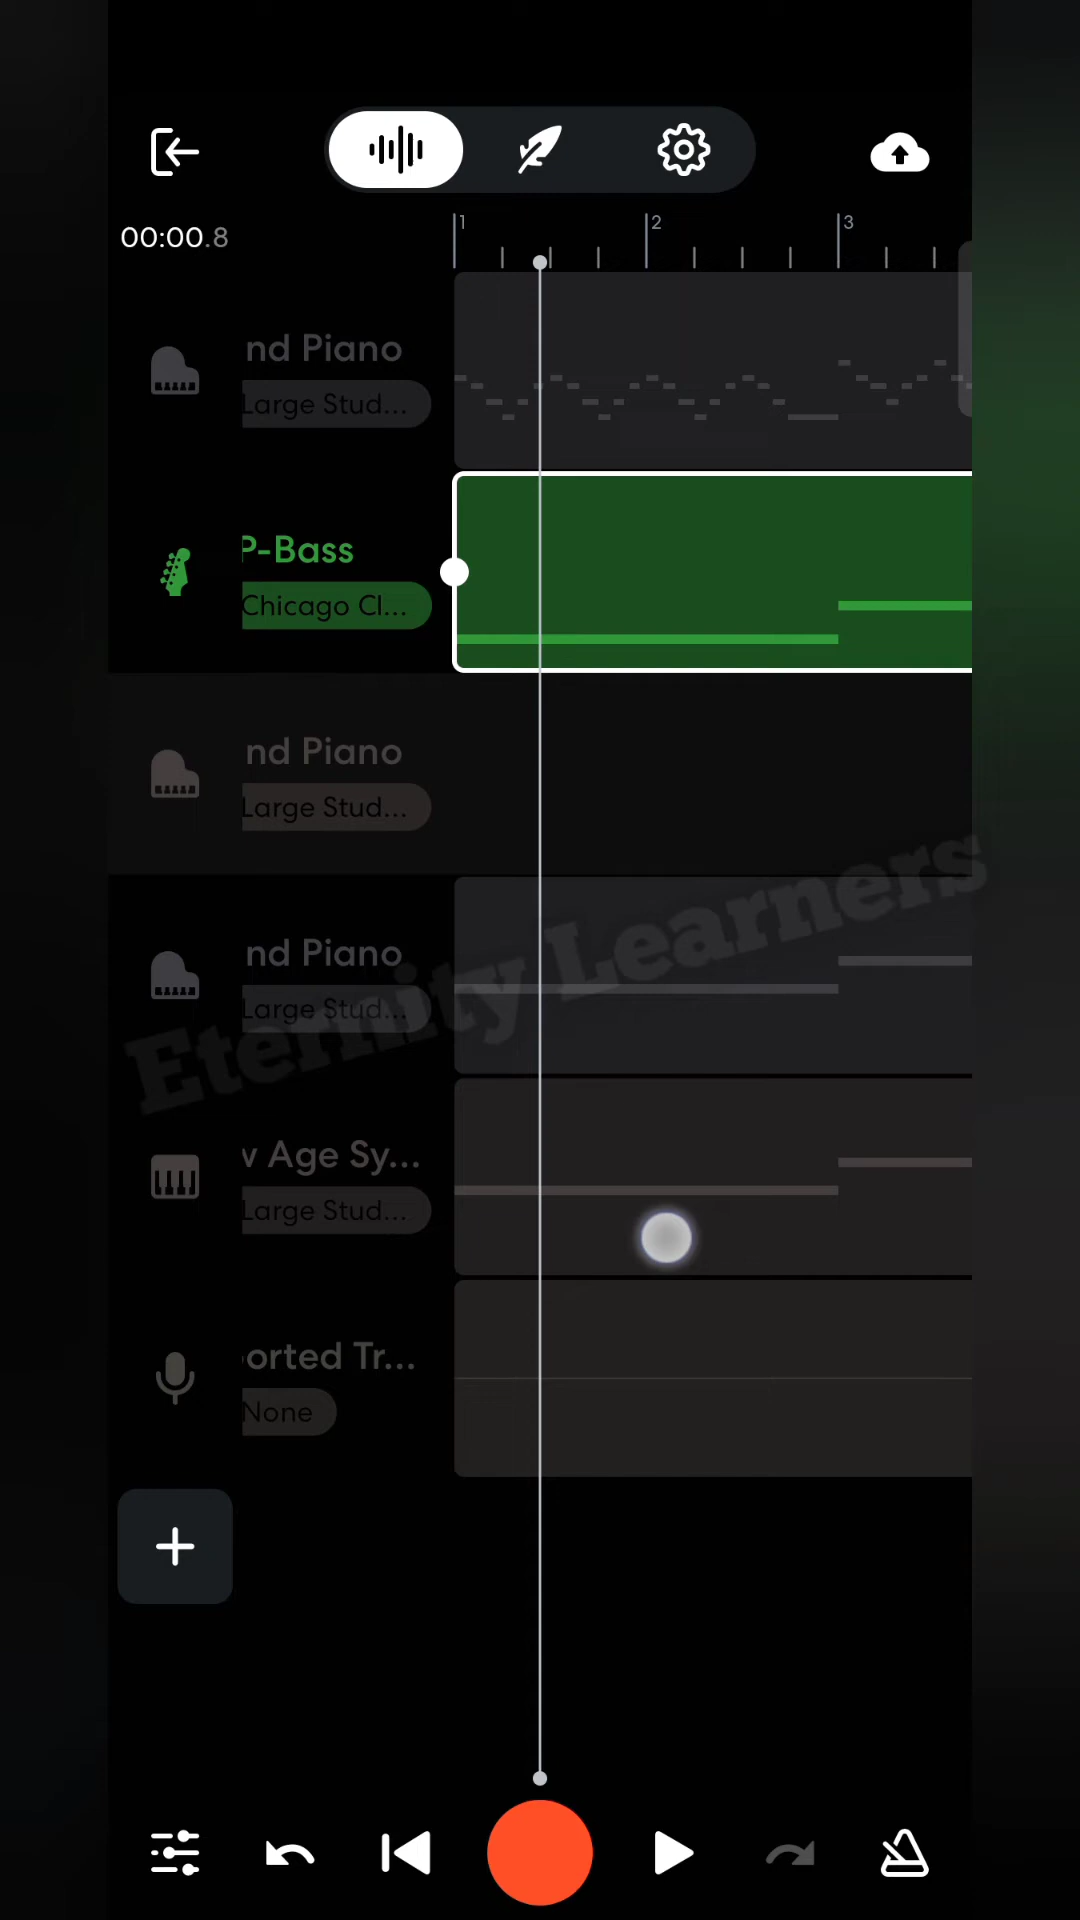 00:00.8
1 2 3
nd Piano
Large Stud...
P-Bass
Chicago Cl...
nd Piano
Large Stud...
nd Piano
Large Stud...
Eternity Learners
v Age Sy...
Large Stud...
orted Tr...
None